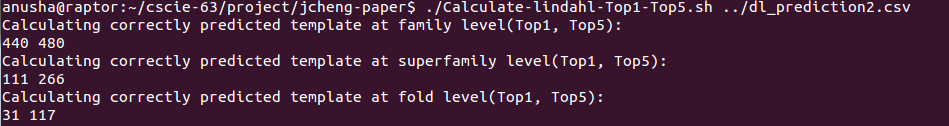 anusha@raptor:~/cscie-63/project/jcheng-paper$ ./Calculate-lindahl-Top1-Top5.sh ../dl_prediction2.csv
Calculating correctly predicted template at family level(Top1, Top5):
440 480
Calculating correctly predicted template at superfamily level(Top1, Top5):
111 266
Calculating correctly predicted template at fold level(Top1, Top5):
31 117